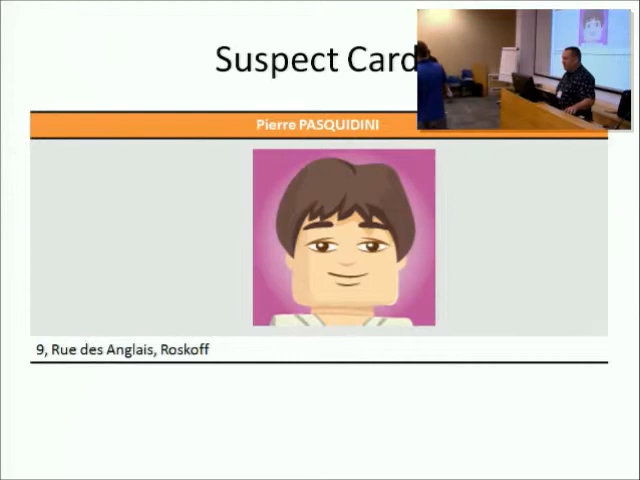 Suspect Card
Pierre PASQUIDINI
9, Rue des Anglais, Roskoff